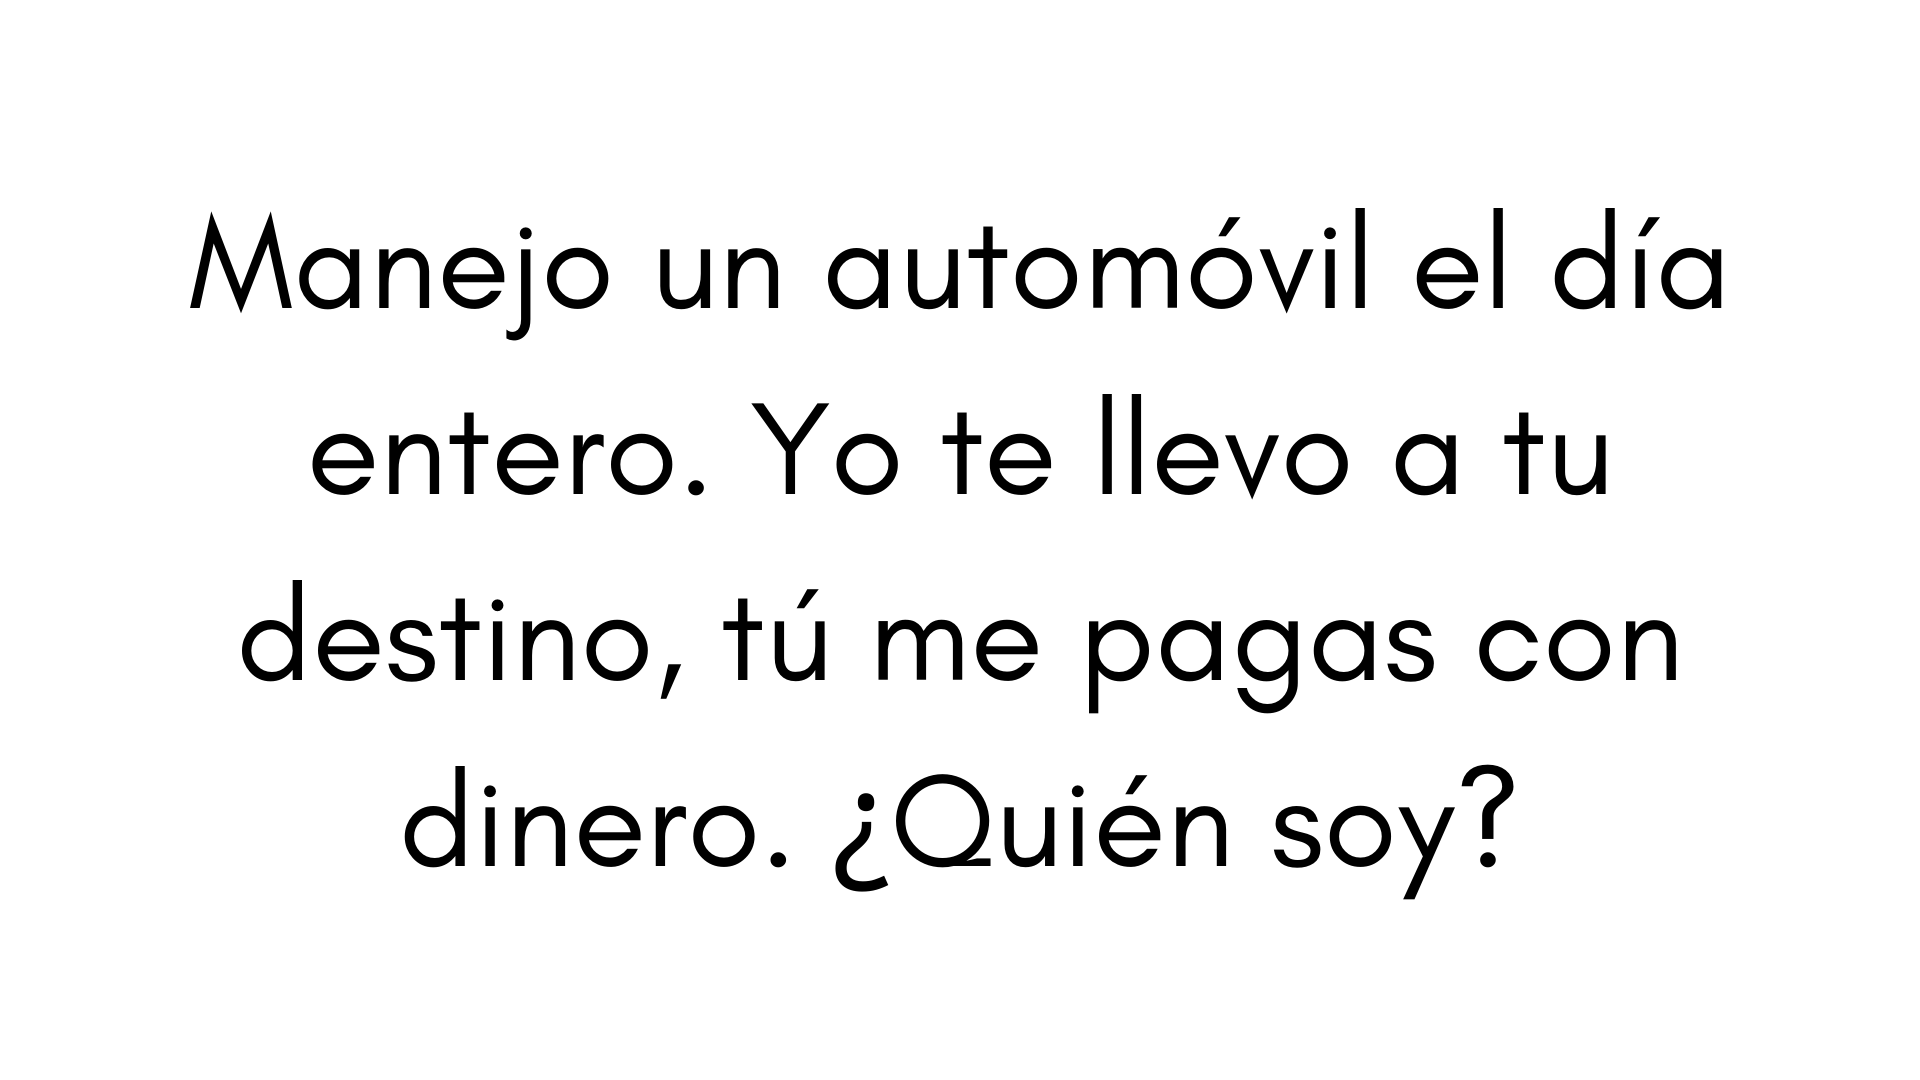 Manejo un automóvil el día
entero. Yo te llevo a tu
destino, tú me pagas con
dinero. ¿Quién soy?